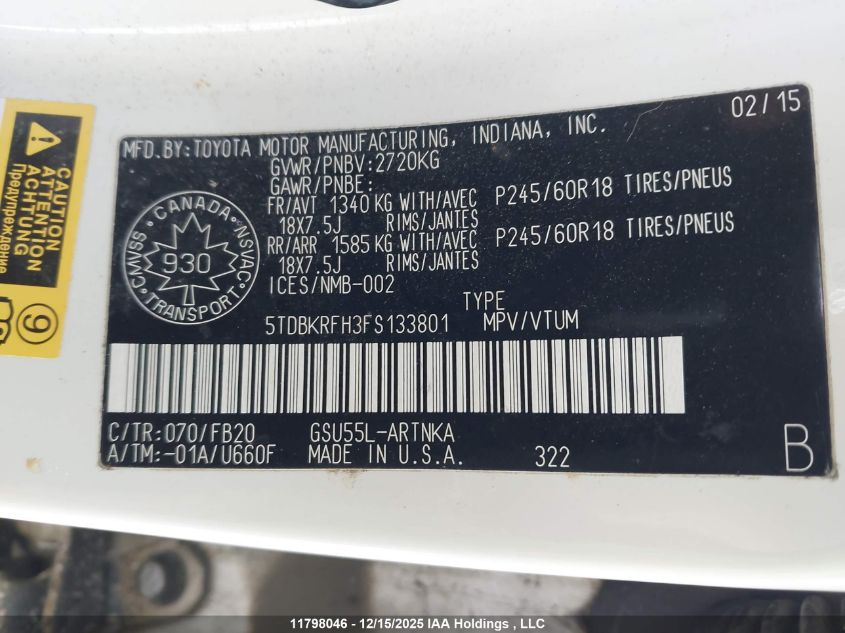 02/15
MFD.BY:TOYOTA MOTOR MANUFACTURING, INDIANA, INC.
GVWR/PNBV:2720KG
GAWR/PNBE:
FR/AVT 1340 KG WITH/AVEC P245/60R18 TIRES/PNEUS
18X7.5J RIMS/JANTES
RR/ARR 1585 KG WITH/AVEC P245/60R18 TIRES/PNEUS
18X7.5J RIMS/JANTES
ICES/NMB-002
TYPE
5TDBKRFH3FS133801 MPV/VTUM
CANADA
CMVSS 930 NSVAC
TRANSPORT
C/TR:070/FB20 GSU55L-ARTNKA
A/TM:-01A/U660F MADE IN U.S.A. 322 B
CAUTION
ATTENTION
ACHTUNG
Предупреждение
9
11798046 - 12/15/2025 IAA Holdings , LLC